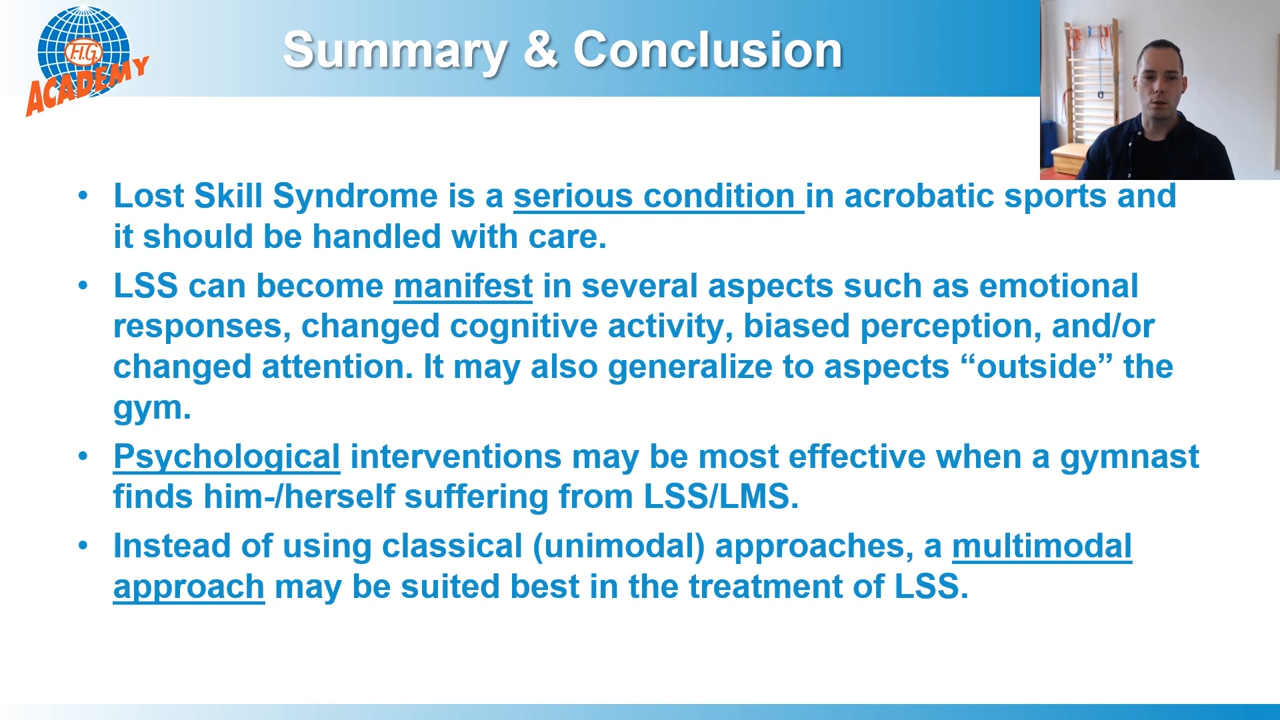 F.I.G.
ACADEMY
Summary & Conclusion
• Lost Skill Syndrome is a serious condition in acrobatic sports and
it should be handled with care.
• LSS can become manifest in several aspects such as emotional
responses, changed cognitive activity, biased perception, and/or
changed attention. It may also generalize to aspects “outside” the
gym.
• Psychological interventions may be most effective when a gymnast
finds him-/herself suffering from LSS/LMS.
• Instead of using classical (unimodal) approaches, a multimodal
approach may be suited best in the treatment of LSS.